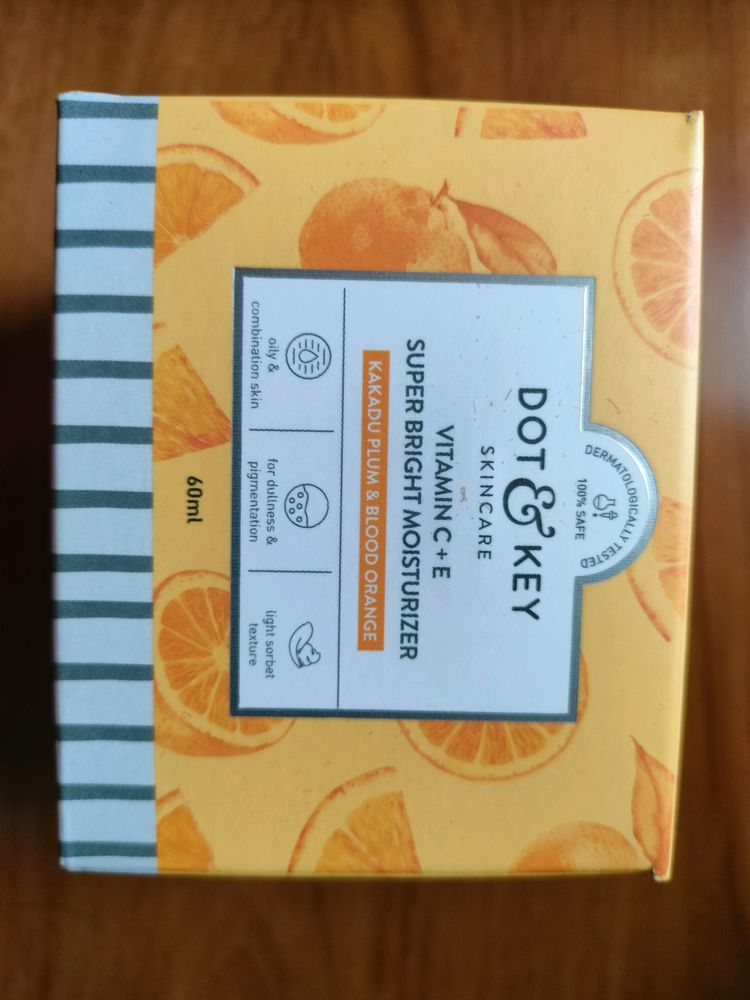 DERMATOLOGICALLY TESTED
100% SAFE
DOT & KEY
SKINCARE
VITAMIN C + E
SUPER BRIGHT MOISTURIZER
KAKADU PLUM & BLOOD ORANGE
oily &
combination skin
for dullness &
pigmentation
light sorbet
texture
60ml